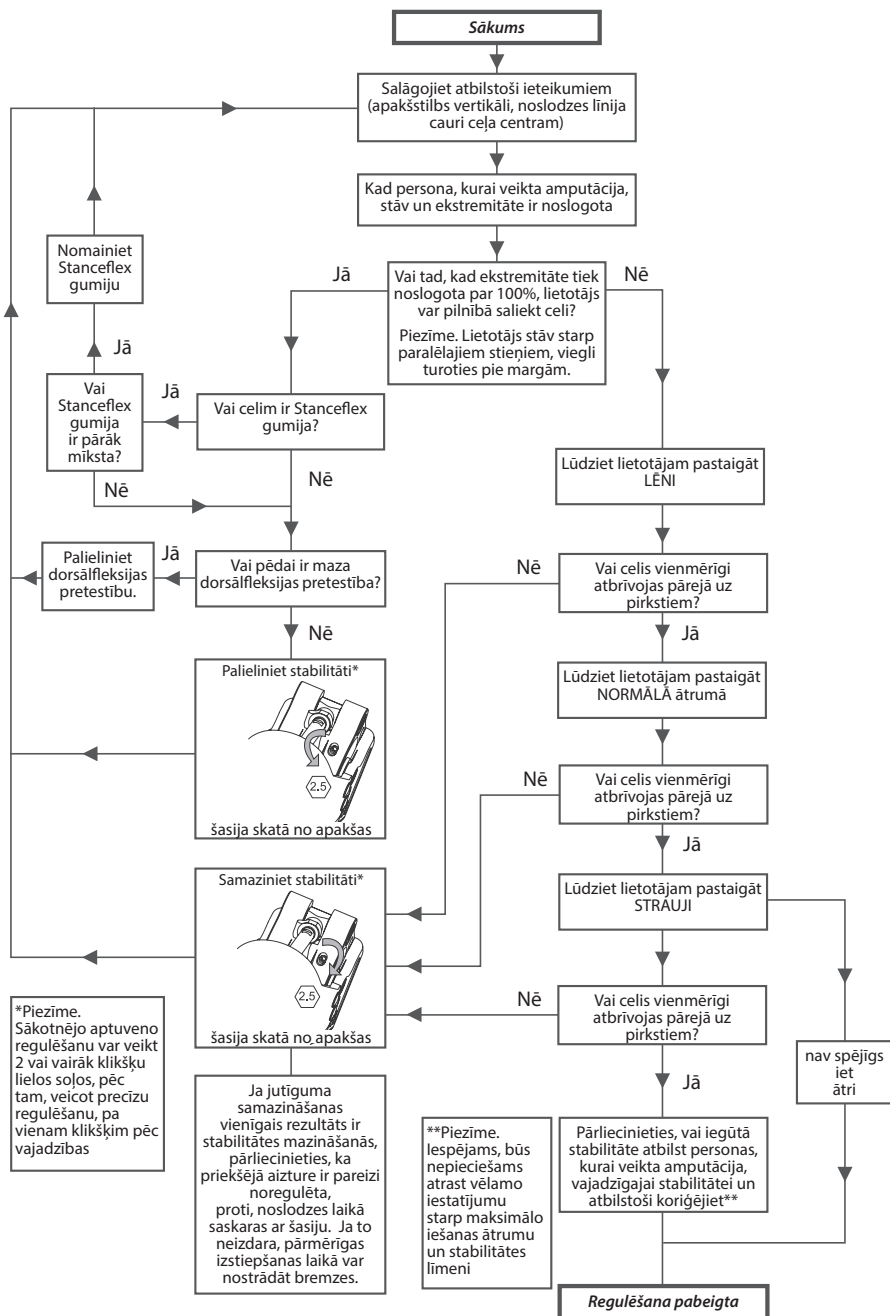 Sākums
Salāgojiet atbilstoši ieteikumiem
(apakšstilbs vertikāli, noslodzes līnija
cauri ceļa centram)
Kad persona, kurai veikta amputācija,
stāv un ekstremitāte ir noslogota
Vai tad, kad ekstremitāte tiek
noslogota par 100%, lietotājs
var pilnībā saliekt celi?
Piezīme. Lietotājs stāv starp
paralēlajiem stieņiem, viegli
turoties pie margām.
Jā
Nē
Nomainiet
Stanceflex
gumiju
Jā
Vai
Stanceflex
gumija
ir pārāk
mīksta?
Jā
Vai celim ir Stanceflex
gumija?
Nē
Nē
Lūdziet lietotājam pastaigāt
LĒNI
Palieliniet
dorsālfleksijas
pretestību.
Jā
Vai pēdai ir maza
dorsālfleksijas pretestība?
Nē
Nē
Vai celis vienmērīgi
atbrīvojas pārejā uz
pirkstiem?
Jā
Palieliniet stabilitāti*
2.5
šasija skatā no apakšas
Lūdziet lietotājam pastaigāt
NORMĀLĀ ātrumā
Nē
Vai celis vienmērīgi
atbrīvojas pārejā uz
pirkstiem?
Jā
Samaziniet stabilitāti*
2.5
šasija skatā no apakšas
Lūdziet lietotājam pastaigāt
STRAUJI
Nē
Vai celis vienmērīgi
atbrīvojas pārejā uz
pirkstiem?
Jā
nav spējīgs
iet
ātri
*Piezīme.
Sākotnējo aptuveno
regulēšanu var veikt
2 vai vairāk klikšķu
lielos soļos, pēc
tam, veicot precīzu
regulēšanu, pa
vienam klikšķim pēc
vajadzības
Ja jutīguma
samazināšanas
vienīgais rezultāts ir
stabilitātes mazināšanās,
pārliecinieties, ka
priekšējā aizture ir pareizi
noregulēta,
proti, noslodzes laikā
saskaras ar šasiju. Ja to
neizdara, pārmērīgas
izstiepšanas laikā var
nostrādāt bremzes.
**Piezīme.
Iespējams, būs
nepieciešams
atrast vēlamo
iestatījumu
starp maksimālo
iešanas ātrumu
un stabilitātes
līmeni
Pārliecinieties, vai iegūtā
stabilitāte atbilst personas,
kurai veikta amputācija,
vajadzīgajai stabilitātei un
atbilstoši koriģējiet**
Regulēšana pabeigta